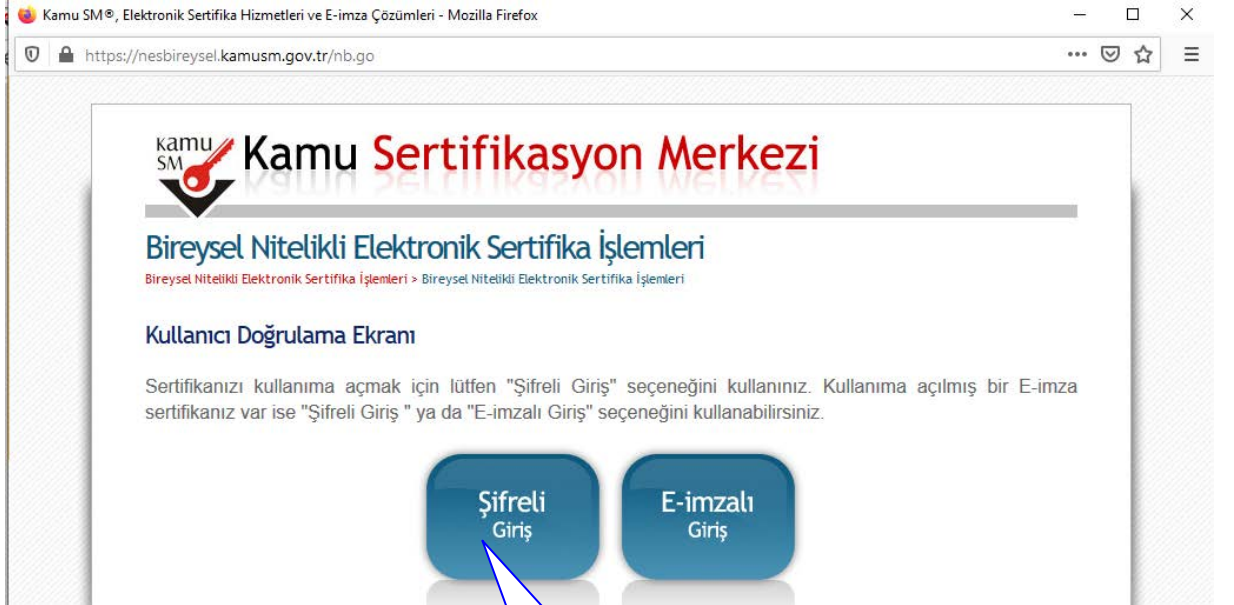 Kamu SM®, Elektronik Sertifika Hizmetleri ve E-imza Çözümleri - Mozilla Firefox
https://nesbireysel.kamusm.gov.tr/nb.go
kamu SM Kamu Sertifikasyon Merkezi
Bireysel Nitelikli Elektronik Sertifika İşlemleri
Bireysel Nitelikli Elektronik Sertifika İşlemleri > Bireysel Nitelikli Elektronik Sertifika İşlemleri
Kullanıcı Doğrulama Ekranı
Sertifikanızı kullanıma açmak için lütfen "Şifreli Giriş" seçeneğini kullanınız. Kullanıma açılmış bir E-imza
sertifikanız var ise "Şifreli Giriş " ya da "E-imzalı Giriş" seçeneğini kullanabilirsiniz.
Şifreli
Giriş
E-imzalı
Giriş